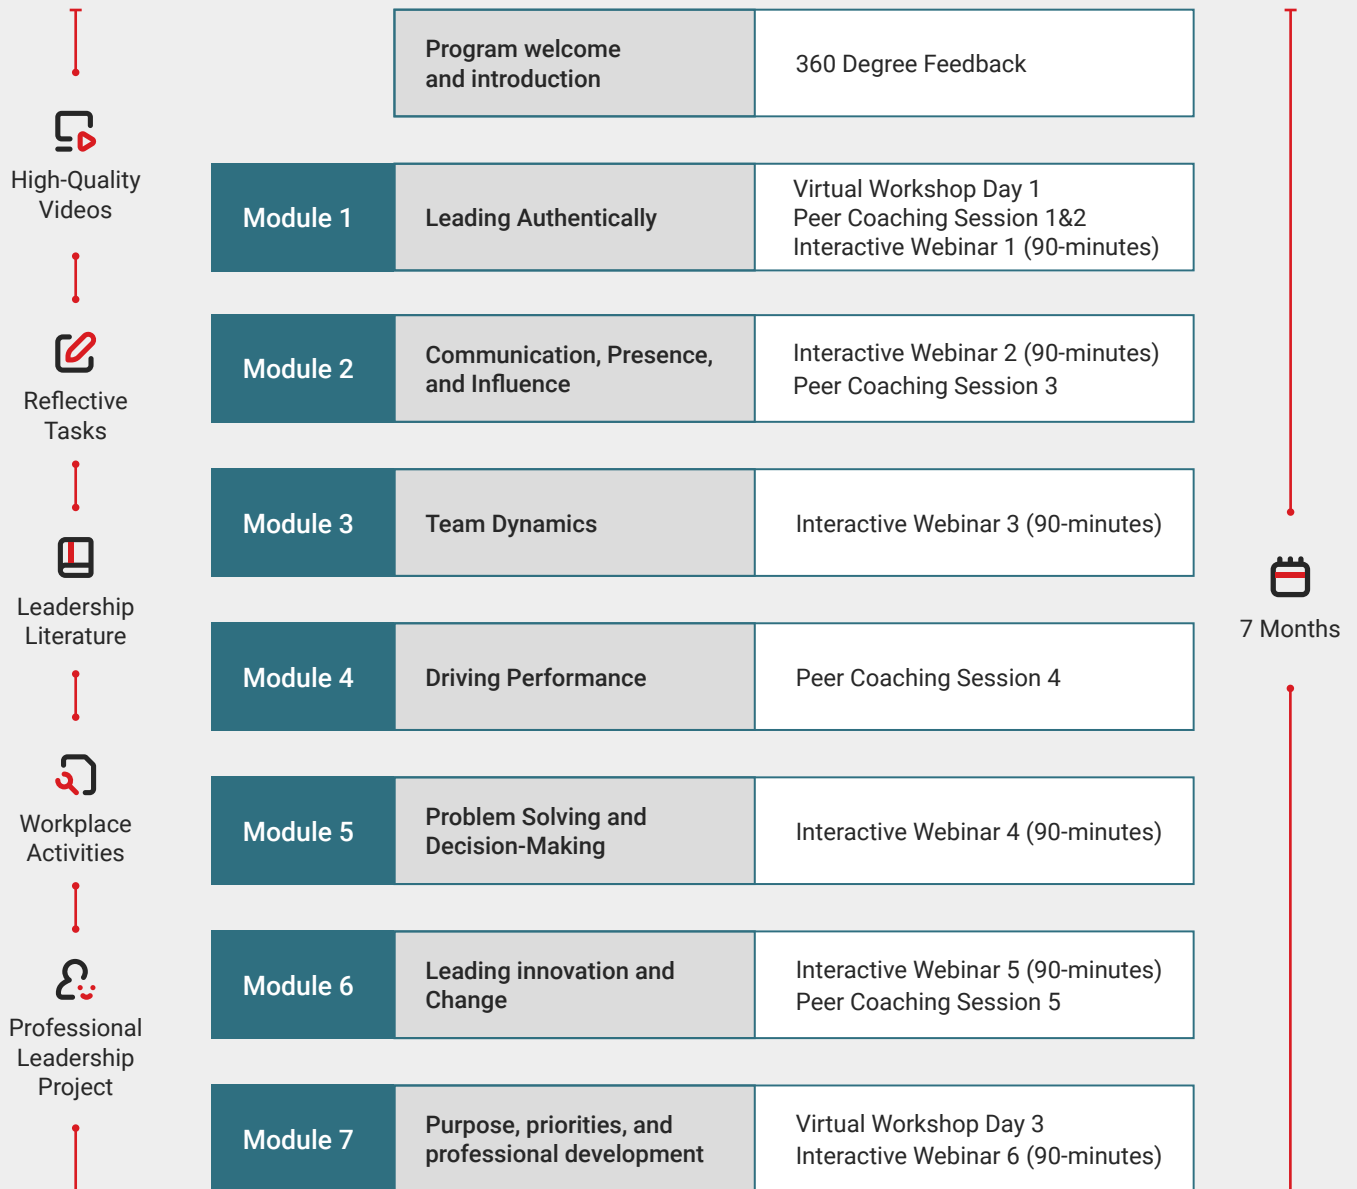 Program welcome
and introduction
360 Degree Feedback
High-Quality
Videos
Module 1
Leading Authentically
Virtual Workshop Day 1
Peer Coaching Session 1&2
Interactive Webinar 1 (90-minutes)
Reflective
Tasks
Module 2
Communication, Presence,
and Influence
Interactive Webinar 2 (90-minutes)
Peer Coaching Session 3
Module 3
Team Dynamics
Interactive Webinar 3 (90-minutes)
Leadership
Literature
7 Months
Module 4
Driving Performance
Peer Coaching Session 4
Workplace
Activities
Module 5
Problem Solving and
Decision-Making
Interactive Webinar 4 (90-minutes)
Professional
Leadership
Project
Module 6
Leading innovation and
Change
Interactive Webinar 5 (90-minutes)
Peer Coaching Session 5
Module 7
Purpose, priorities, and
professional development
Virtual Workshop Day 3
Interactive Webinar 6 (90-minutes)